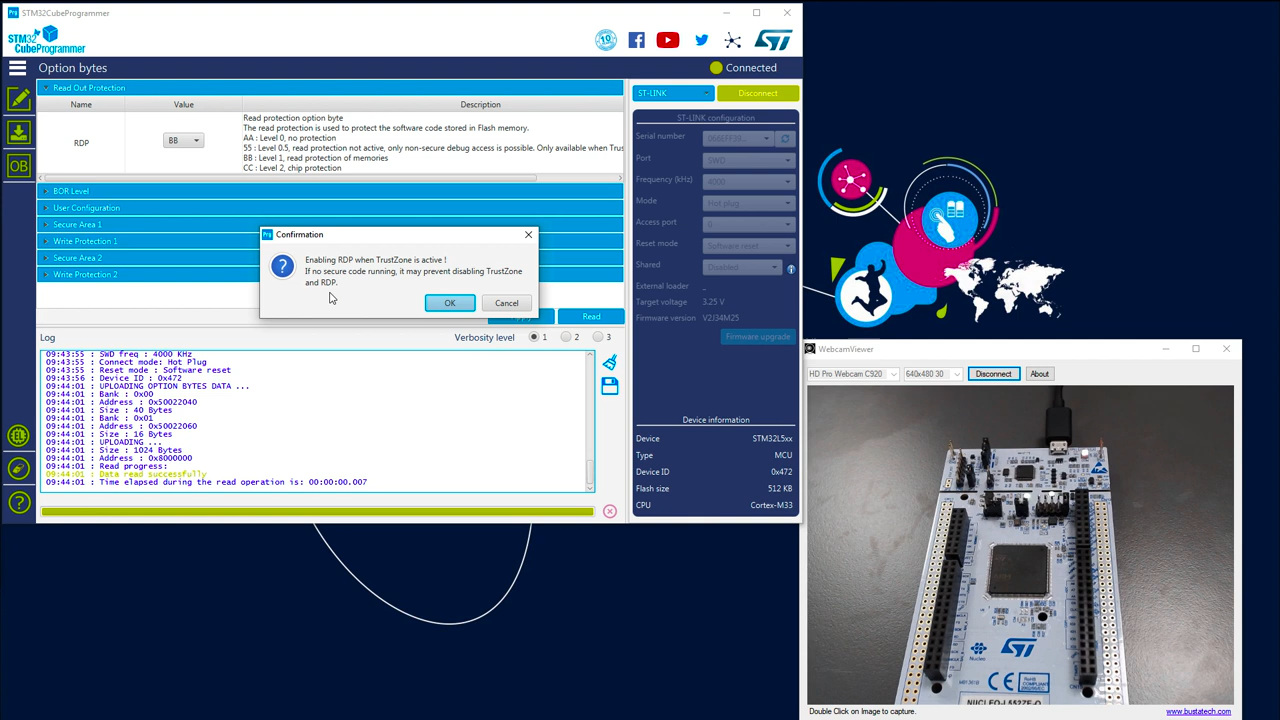 STM32CubeProgrammer
STM32
CubeProgrammer
Option bytes
Connected
Read Out Protection
Name
Value
Description
RDP
BB
Read protection option byte
The read protection is used to protect the software code stored in Flash memory.
AA : Level 0, no protection
55 : Level 0.5, read protection not active, only non-secure debug access is possible. Only available when Trus
BB : Level 1, read protection of memories
CC : Level 2, chip protection
BOR Level
User Configuration
Secure Area 1
Write Protection 1
Secure Area 2
Write Protection 2
Confirmation
Enabling RDP when TrustZone is active !
If no secure code running, it may prevent disabling TrustZone
and RDP.
OK
Cancel
Read
Log
Verbosity level
1
2
3
09:43:55 : SWD freq : 4000 KHz
09:43:55 : Connect mode: Hot Plug
09:43:55 : Reset mode : Software reset
09:43:56 : Device ID : 0x472
09:44:01 : UPLOADING OPTION BYTES DATA ...
09:44:01 : Bank : 0x00
09:44:01 : Address : 0x50022040
09:44:01 : Size : 40 Bytes
09:44:01 : Bank : 0x01
09:44:01 : Address : 0x50022060
09:44:01 : Size : 16 Bytes
09:44:01 : UPLOADING ...
09:44:01 : Size : 1024 Bytes
09:44:01 : Address : 0x8000000
09:44:01 : Read progress:
09:44:01 : Data read successfully
09:44:01 : Time elapsed during the read operation is: 00:00:00.007
ST-LINK
Disconnect
ST-LINK configuration
Serial number
Port
SWD
Frequency (kHz)
4000
Mode
Hot plug
Access port
0
Reset mode
Software reset
Shared
Disabled
External loader
_
Target voltage
3.25 V
Firmware version
V2J34M25
Firmware upgrade
Device information
Device
STM32L5xx
Type
MCU
Device ID
0x472
Flash size
512 KB
CPU
Cortex-M33
WebcamViewer
HD Pro Webcam C920
640x480 30
Disconnect
About
Nucleo
ST
RoHS
COMPLIANT
NUCLEO-L552ZE-Q
Double Click on Image to capture.
www.bustatech.com